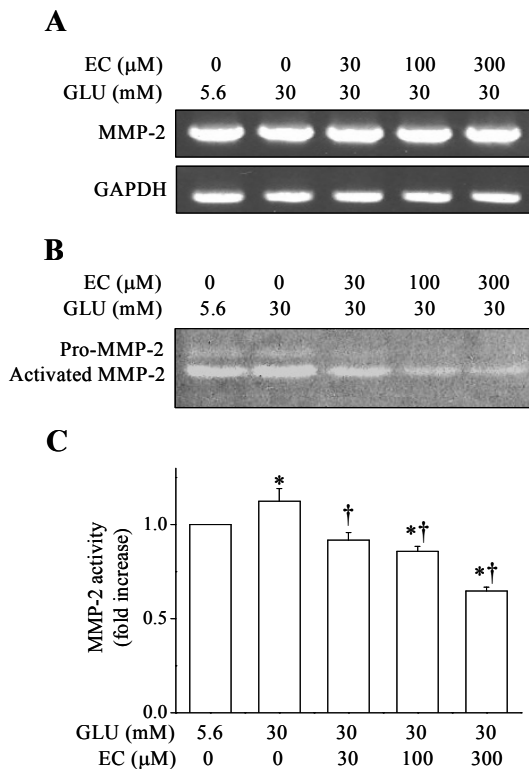 A
EC (μM) 0 0 30 100 300
GLU (mM) 5.6 30 30 30 30
MMP-2
GAPDH
B
EC (μM) 0 0 30 100 300
GLU (mM) 5.6 30 30 30 30
Pro-MMP-2
Activated MMP-2
C
MMP-2 activity
(fold increase)
1.0
0.5
0.0
* † *† *†
GLU (mM) 5.6 30 30 30 30
EC (μM) 0 0 30 100 300